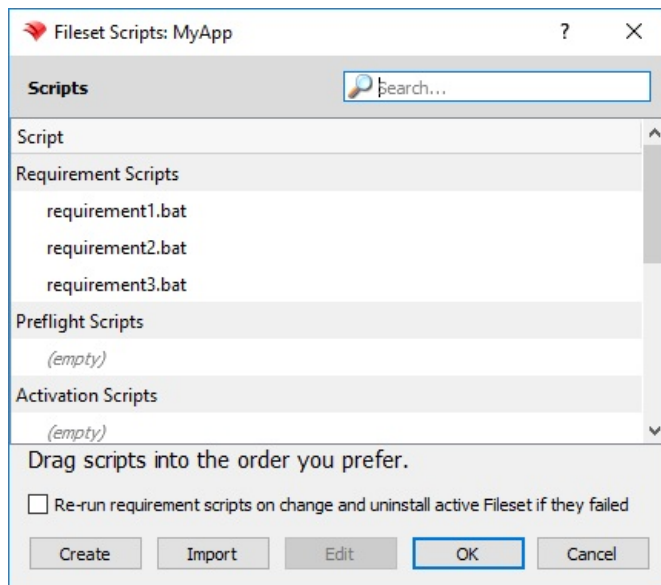 Fileset Scripts: MyApp
?
Scripts
Search...
Script
Requirement Scripts
requirement1.bat
requirement2.bat
requirement3.bat
Preflight Scripts
(empty)
Activation Scripts
(empty)
Drag scripts into the order you prefer.
Re-run requirement scripts on change and uninstall active Fileset if they failed
Create
Import
Edit
OK
Cancel